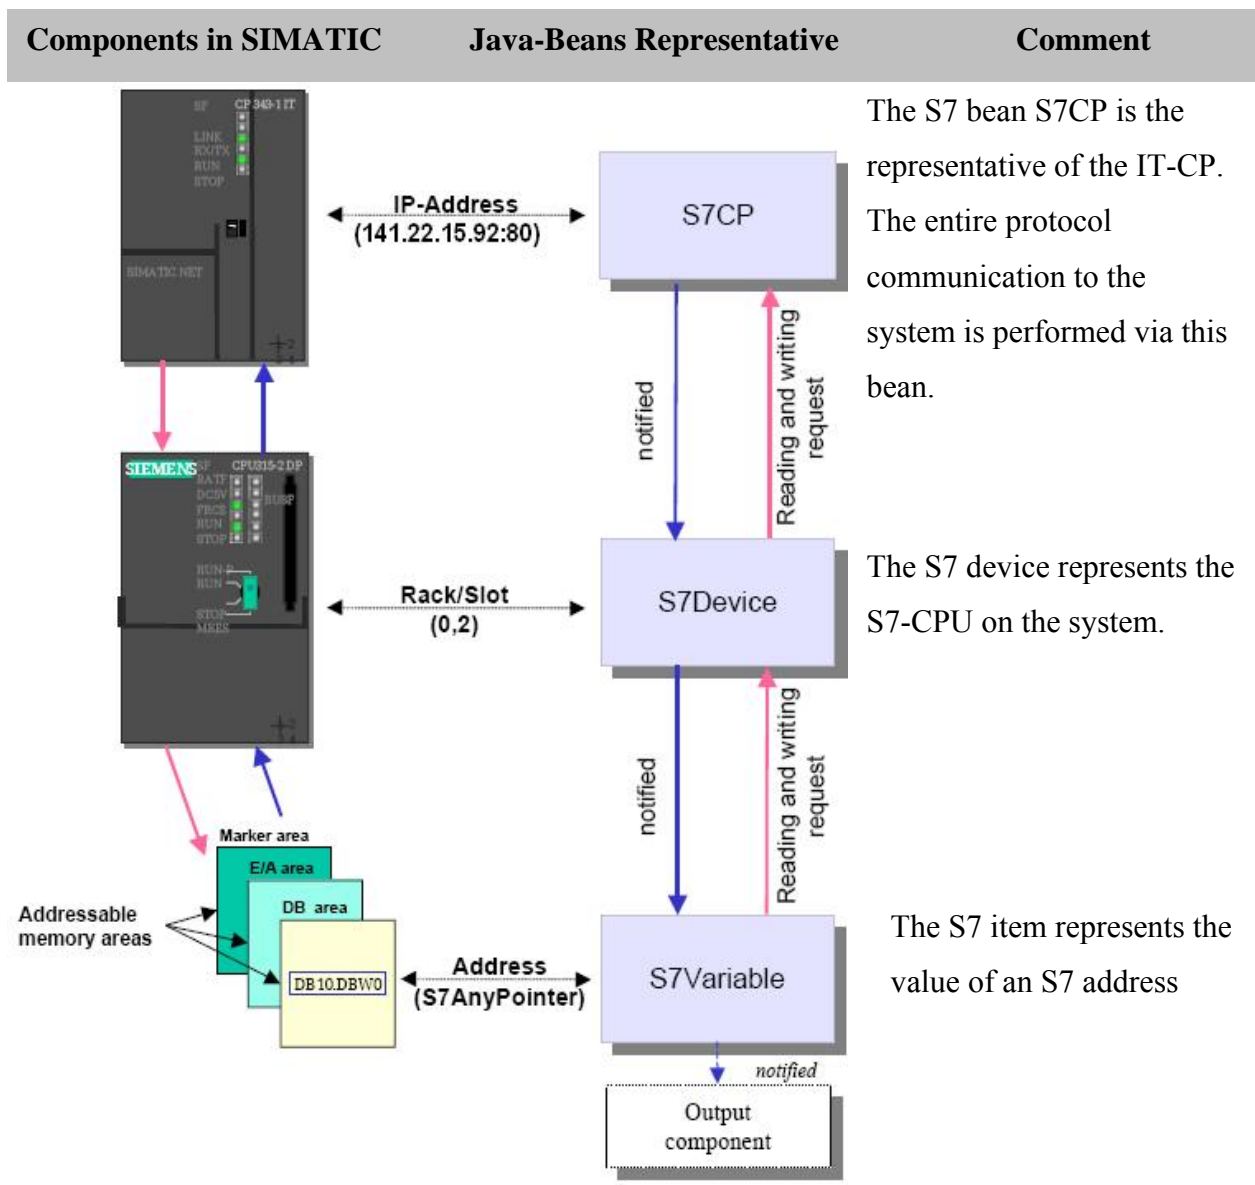 Components in SIMATIC
Java-Beans Representative
Comment
SF
CP 343-1 IT
LINK
RX/TX
RUN
STOP
SIMATIC NET
IP-Address
(141.22.15.92:80)
S7CP
The S7 bean S7CP is the
representative of the IT-CP.
The entire protocol
communication to the
system is performed via this
bean.
notified
Reading and writing
request
SIEMENS
SF
CPU315-2 DP
BATF
DC5V
FRCE
RUN
STOP
BUSF
RUN-P
RUN
STOP
MRES
Rack/Slot
(0,2)
S7Device
The S7 device represents the
S7-CPU on the system.
notified
Reading and writing
request
Marker area
E/A area
DB area
DB10.DBW0
Addressable
memory areas
Address
(S7AnyPointer)
S7Variable
The S7 item represents the
value of an S7 address
notified
Output
component